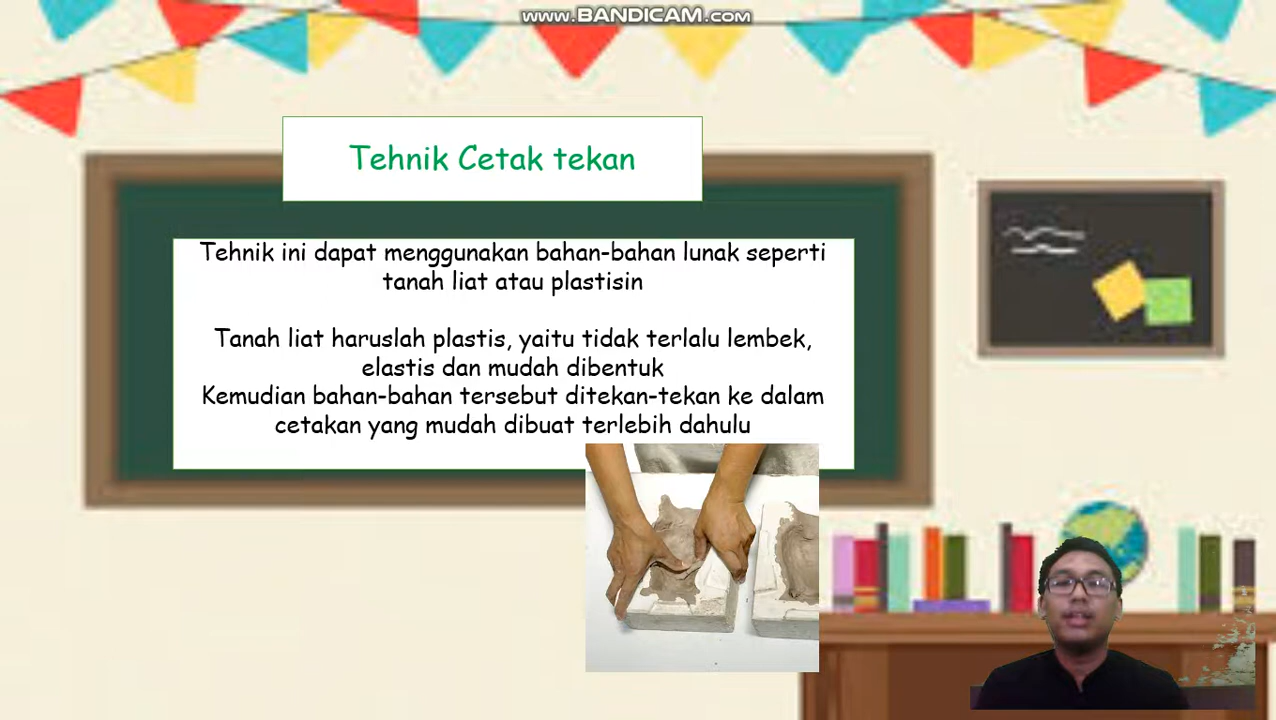 www.BANDICAM.com
Tehnik Cetak tekan
Tehnik ini dapat menggunakan bahan-bahan lunak seperti
tanah liat atau plastisin
Tanah liat haruslah plastis, yaitu tidak terlalu lembek,
elastis dan mudah dibentuk
Kemudian bahan-bahan tersebut ditekan-tekan ke dalam
cetakan yang mudah dibuat terlebih dahulu